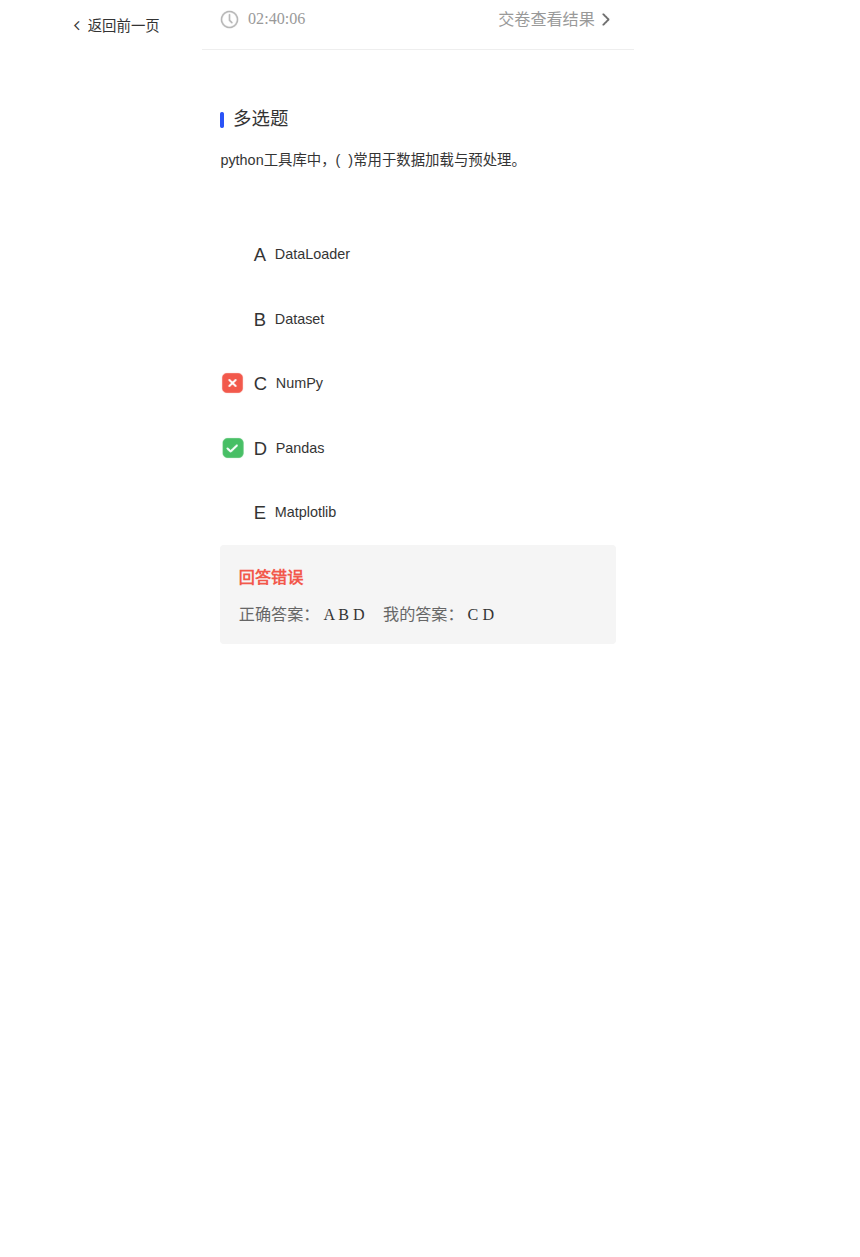 返回前一页
02:40:06 交卷查看结果
多选题
python工具库中，(  )常用于数据加载与预处理。
A DataLoader
B Dataset
C NumPy
D Pandas
E Matplotlib
回答错误
正确答案： A B D 我的答案： C D